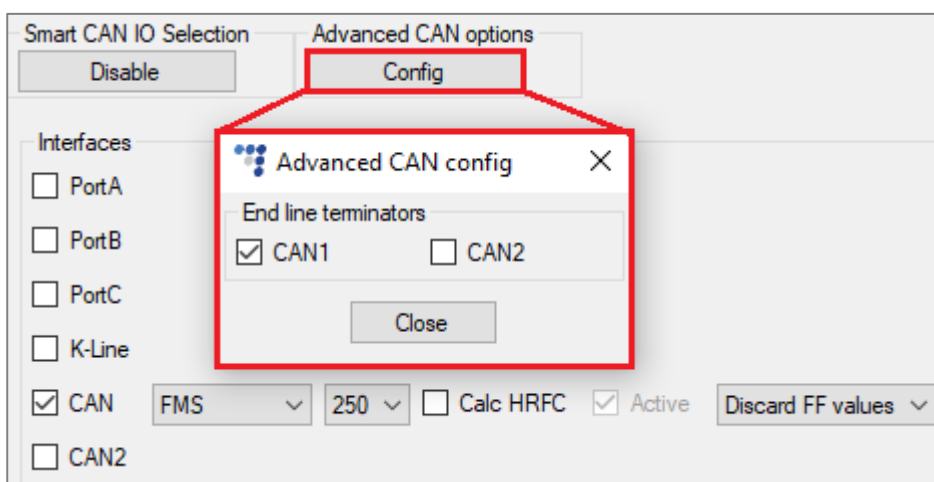 Smart CAN IO Selection
Advanced CAN options
Disable
Config
Interfaces
PortA
PortB
PortC
K-Line
CAN FMS 250 Calc HRFC Active Discard FF values
CAN2
Advanced CAN config
End line terminators
CAN1 CAN2
Close